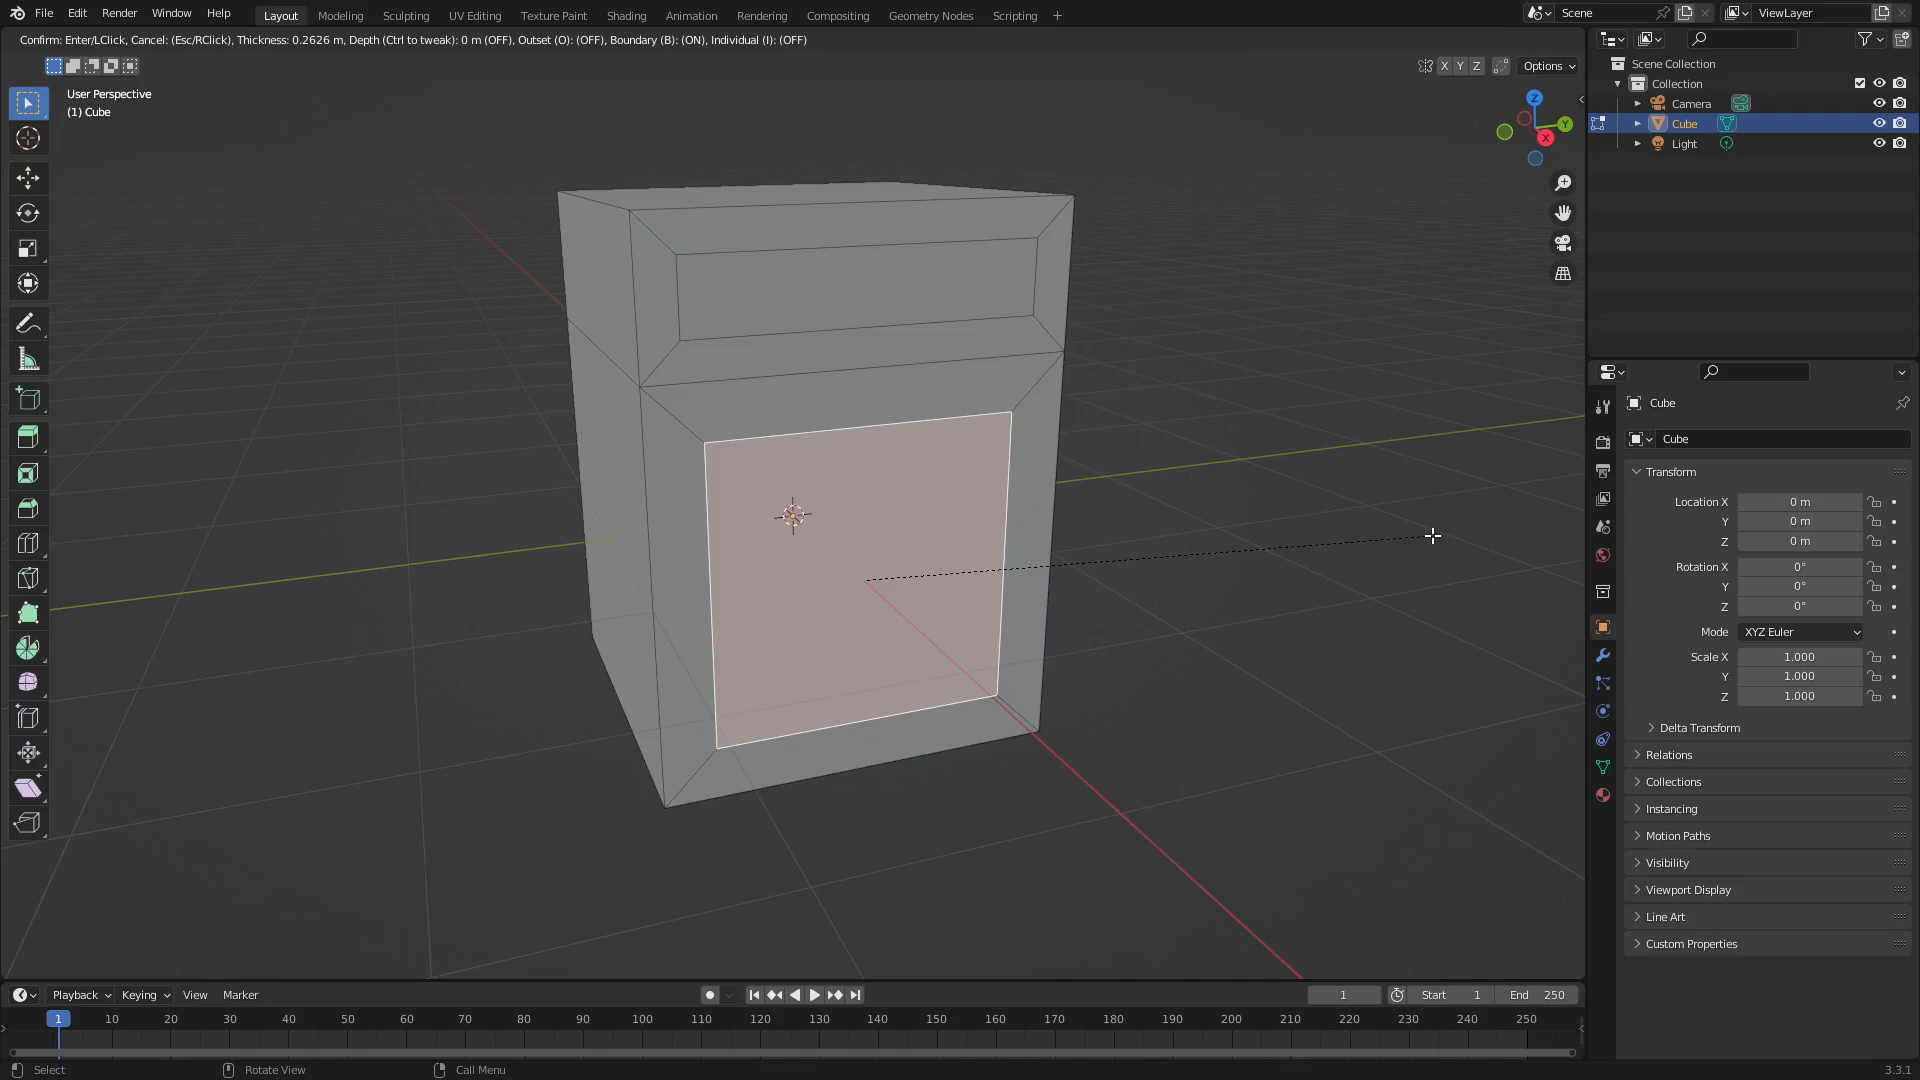 File Edit Render Window Help Layout Modeling Sculpting UV Editing Texture Paint Shading Animation Rendering Compositing Geometry Nodes Scripting + Scene ViewLayer
Confirm: Enter/LClick, Cancel: (Esc/RClick), Thickness: 0.2626 m, Depth (Ctrl to tweak): 0 m (OFF), Outset (O): (OFF), Boundary (B): (ON), Individual (I): (OFF)
X Y Z Options
User Perspective
(1) Cube
Z
Y
X
Scene Collection
Collection
Camera
Cube
Light
Cube
Cube
Transform
Location X 0 m
Y 0 m
Z 0 m
Rotation X 0°
Y 0°
Z 0°
Mode XYZ Euler
Scale X 1.000
Y 1.000
Z 1.000
Delta Transform
Relations
Collections
Instancing
Motion Paths
Visibility
Viewport Display
Line Art
Custom Properties
Playback Keying View Marker 1 Start 1 End 250
1 10 20 30 40 50 60 70 80 90 100 110 120 130 140 150 160 170 180 190 200 210 220 230 240 250
Select Rotate View Call Menu 3.3.1